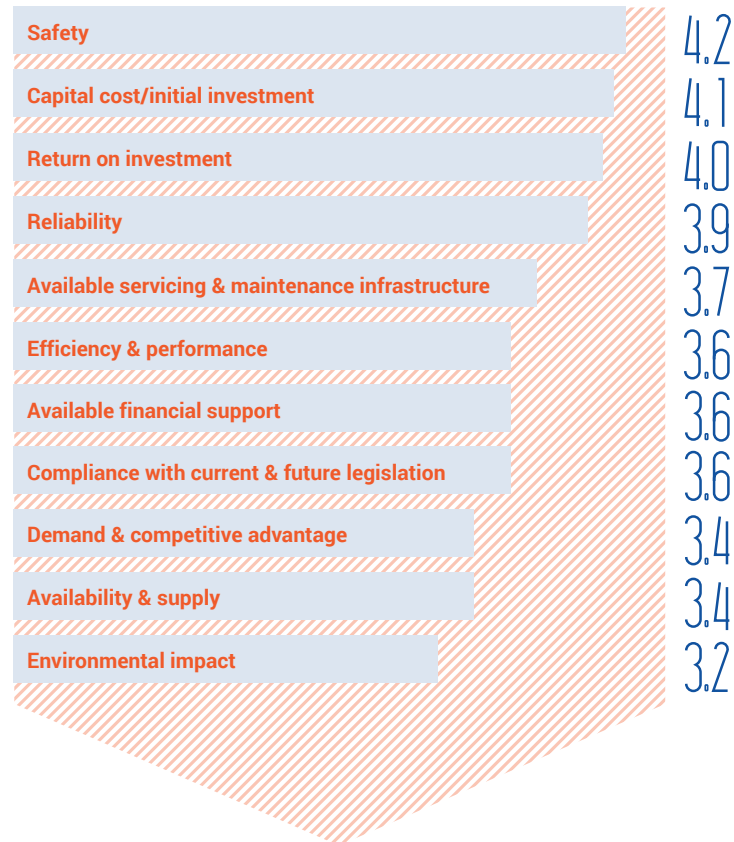 Safety 4.2
Capital cost/initial investment 4.1
Return on investment 4.0
Reliability 3.9
Available servicing & maintenance infrastructure 3.7
Efficiency & performance 3.6
Available financial support 3.6
Compliance with current & future legislation 3.6
Demand & competitive advantage 3.4
Availability & supply 3.4
Environmental impact 3.2